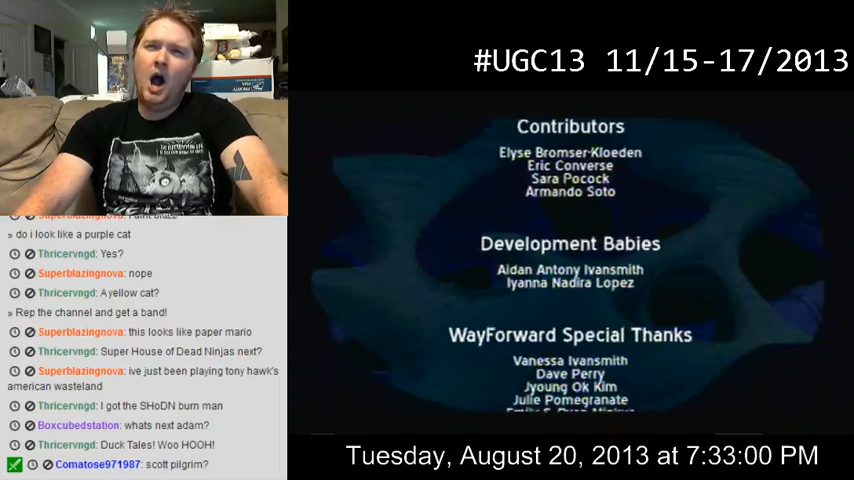 #UGC13 11/15-17/2013
Contributors
Elyse Bromser-Kloeden
Eric Converse
Sara Pocock
Armando Soto
Development Babies
Aidan Antony Ivansmith
Iyanna Nadira Lopez
WayForward Special Thanks
Vanessa Ivansmith
Dave Perry
Jyoung Ok Kim
Julie Pomegranate
Tuesday, August 20, 2013 at 7:33:00 PM
Superblazingnova:
» do i look like a purple cat
Thricervngd: Yes?
Superblazingnova: nope
Thricervngd: A yellow cat?
» Rep the channel and get a band!
Superblazingnova: this looks like paper mario
Thricervngd: Super House of Dead Ninjas next?
Superblazingnova: ive just been playing tony hawk's
american wasteland
Thricervngd: I got the SHoDN burn man
Boxcubedstation: whats next adam?
Thricervngd: Duck Tales! Woo HOOH!
Comatose971987: scott pilgrim?